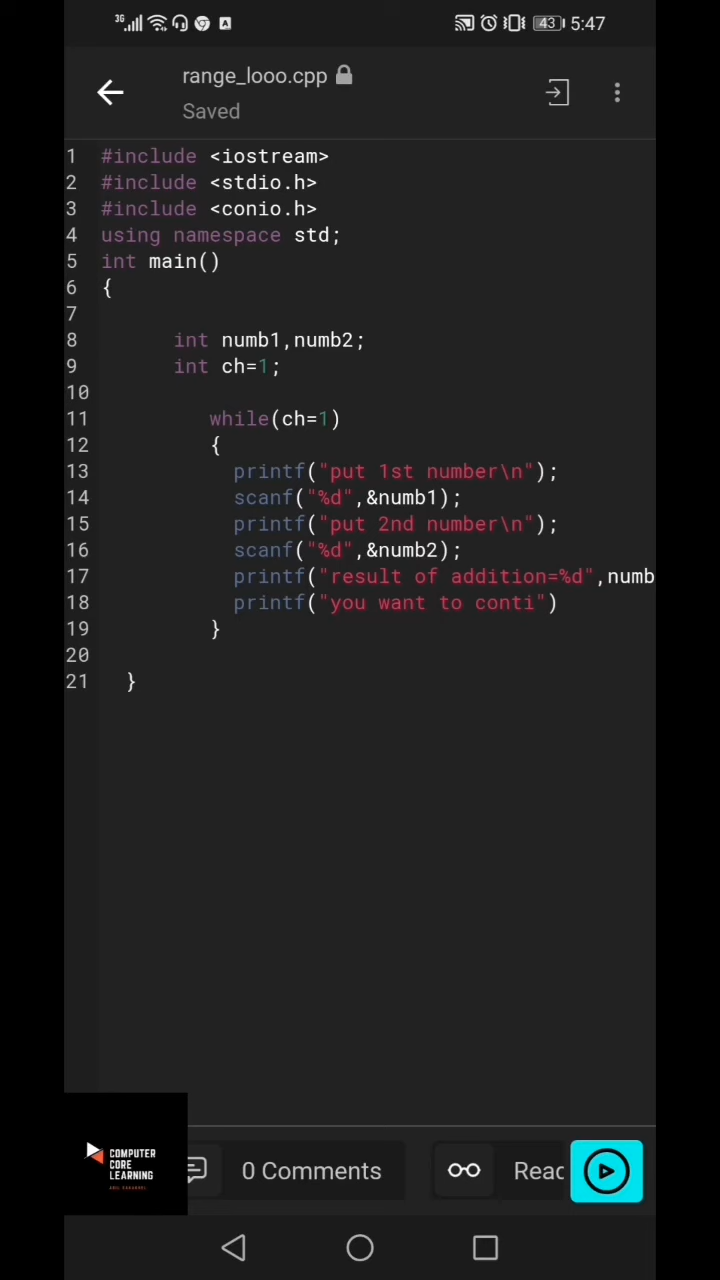 3G 43 5:47
range_looo.cpp
Saved
1 #include <iostream>
2 #include <stdio.h>
3 #include <conio.h>
4 using namespace std;
5 int main()
6 {
7
8 int numb1,numb2;
9 int ch=1;
10
11 while(ch=1)
12 {
13 printf("put 1st number\n");
14 scanf("%d",&numb1);
15 printf("put 2nd number\n");
16 scanf("%d",&numb2);
17 printf("result of addition=%d",numb
18 printf("you want to conti")
19 }
20
21 }
COMPUTER
CORE
LEARNING
0 Comments
Read